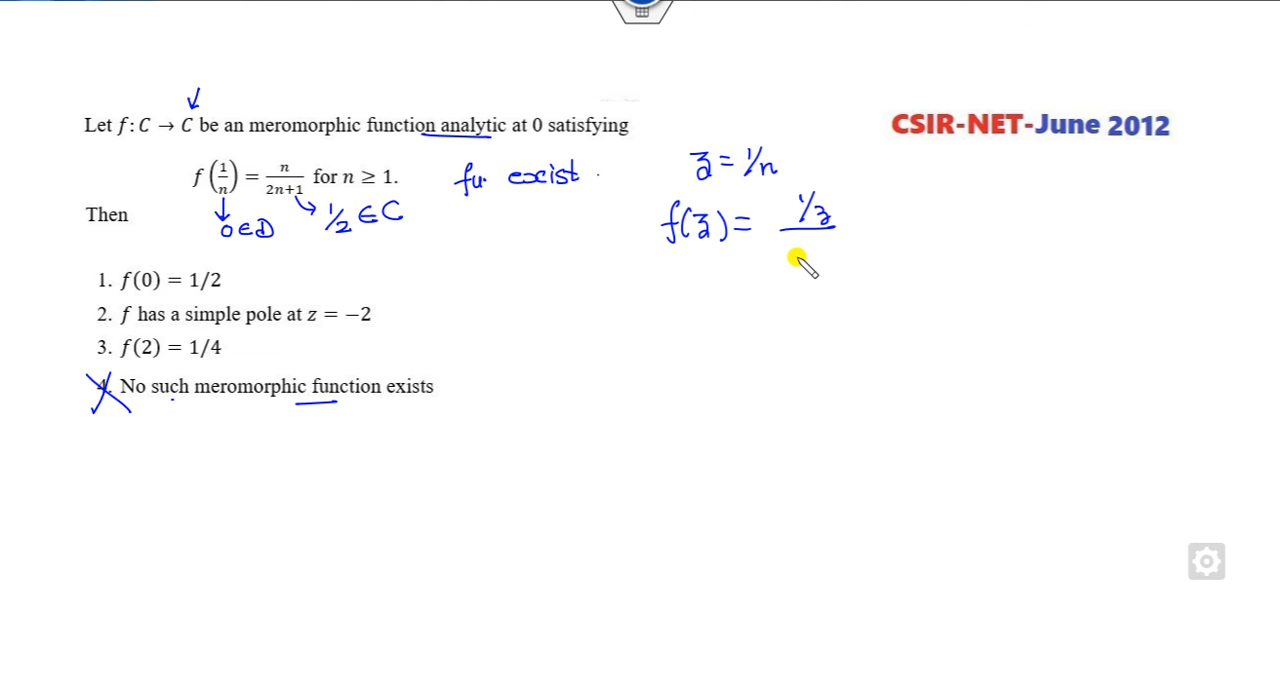 Let f: C → C be an meromorphic function analytic at 0 satisfying
CSIR-NET-June 2012
f(1/n) = n/(2n+1) for n ≥ 1.
fu. excist.
z = 1/n
Then
0 ∈ D
1/2 ∈ C
f(z) = 1/z
1. f(0) = 1/2
2. f has a simple pole at z = −2
3. f(2) = 1/4
4. No such meromorphic function exists